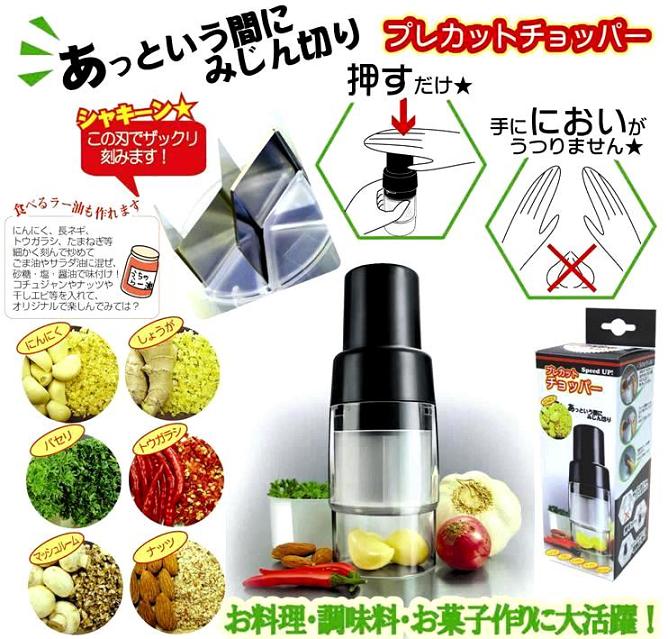 あっという間に
みじん切り
プレカットチョッパー
押すだけ★
手ににおいが
うつりません★
シャキーン★
この刃でザックリ
刻みます！
食べるラー油も作れます
にんにく、長ネギ、
トウガラシ、たまねぎ等
細かく刻んで炒めて
ごま油やサラダ油に混ぜ、
砂糖・塩・醤油で味付け！
コチュジャンやナッツや
干しエビ等を入れて、
オリジナルで楽しんでみては？
ラー油
にんにく
しょうが
パセリ
トウガラシ
マッシュルーム
ナッツ
Speed UP!
プレカット
チョッパー
あっという間に
みじん切り
お料理・調味料・お菓子作りに大活躍！